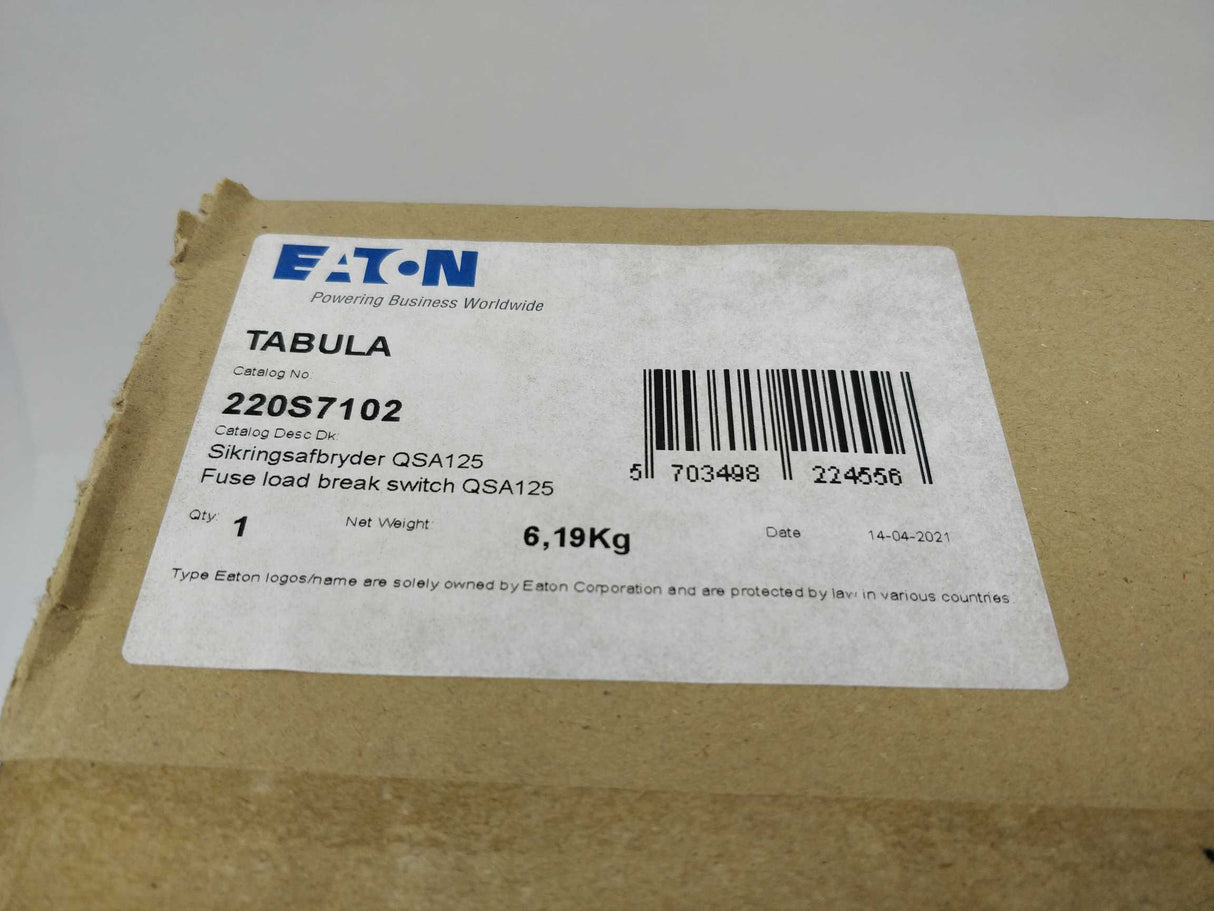 EATON
Powering Business Worldwide
TABULA
Catalog No
220S7102
Catalog Desc Dk:
Sikringsafbryder QSA125
Fuse load break switch QSA125
5 703498 224556
Qty: 1 Net Weight: 6,19Kg Date 14-04-2021
Type Eaton logos/name are solely owned by Eaton Corporation and are protected by law in various countries